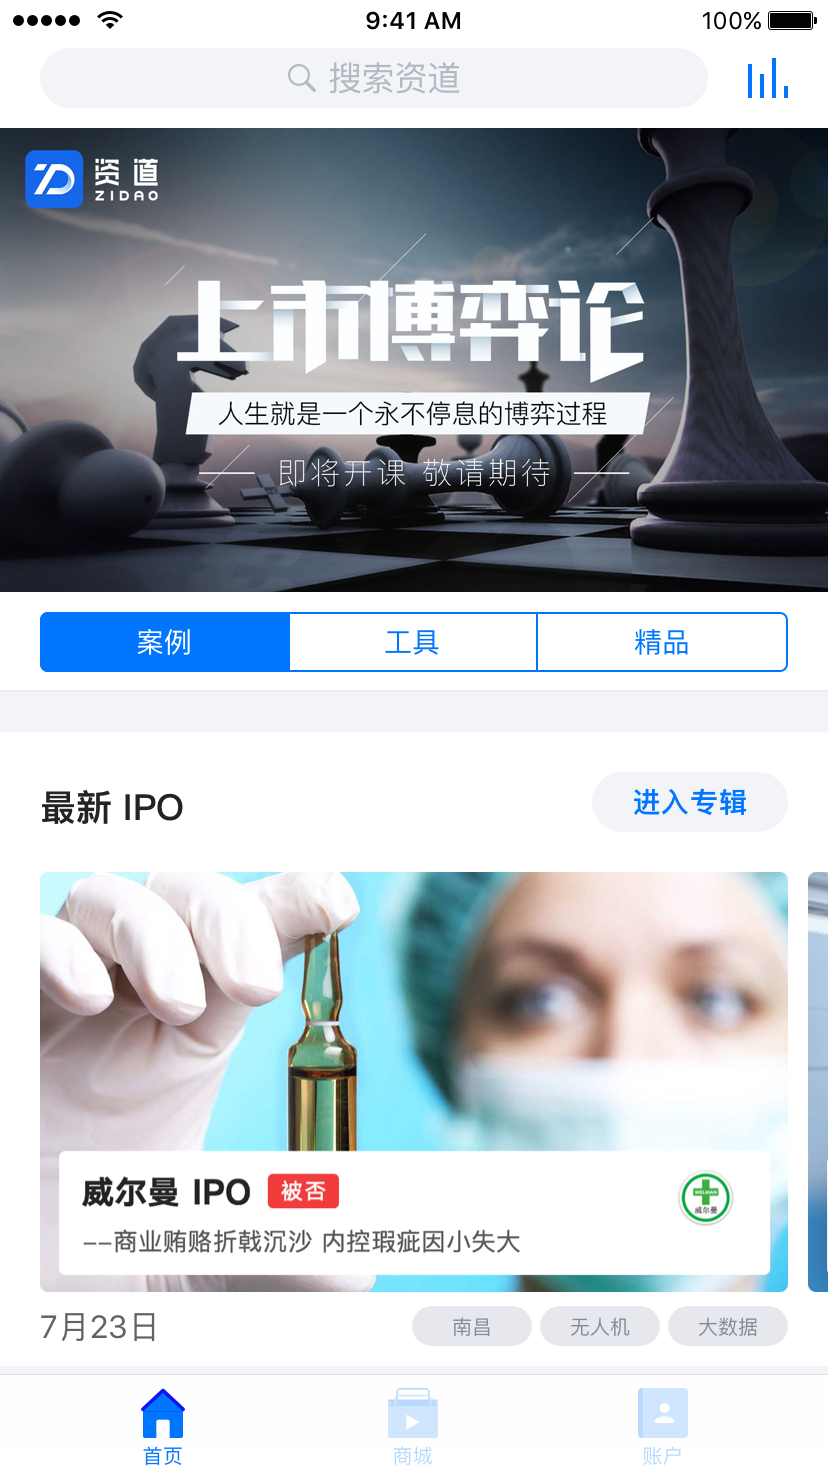 9:41 AM
100%
搜索资道
资道
ZIDAO
上市博弈论
人生就是一个永不停息的博弈过程
即将开课 敬请期待
案例
工具
精品
最新 IPO
进入专辑
威尔曼 IPO 被否
––商业贿赂折戟沉沙 内控瑕疵因小失大
WELMAN
威尔曼
7月23日
南昌
无人机
大数据
首页
商城
账户